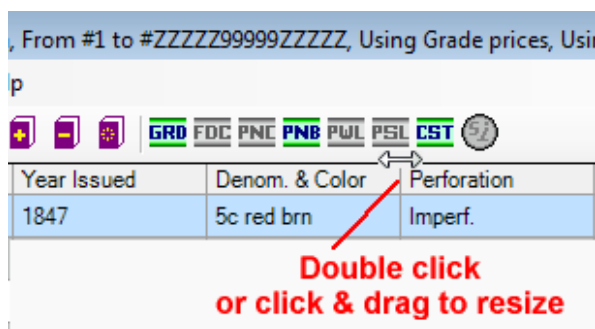 , From #1 to #ZZZZZ99999ZZZZZ, Using Grade prices, Usi
lp
GRD FDC PNC PNB PWL PSL CST
Year Issued Denom. & Color Perforation
1847 5c red brn Imperf.
Double click
or click & drag to resize